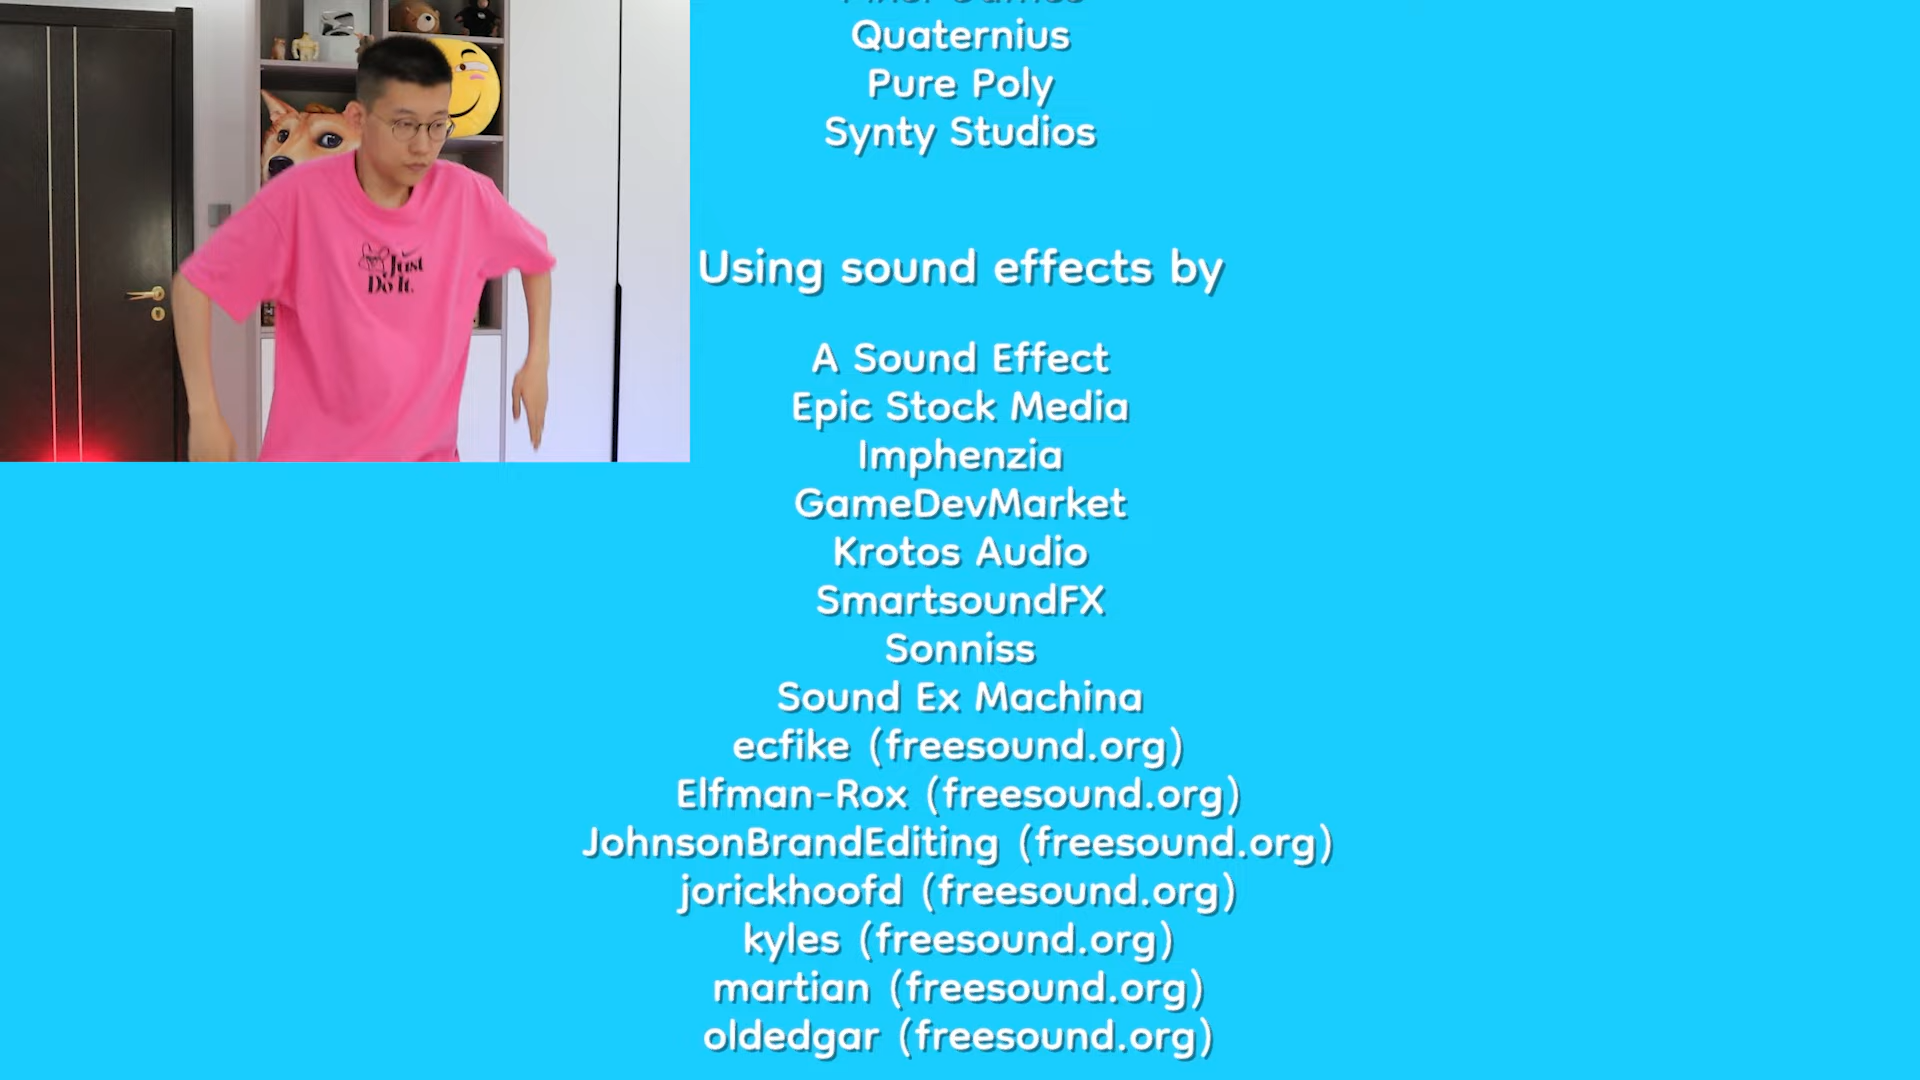 Quaternius
Pure Poly
Synty Studios
Just
Do It.
Using sound effects by
A Sound Effect
Epic Stock Media
Imphenzia
GameDevMarket
Krotos Audio
SmartsoundFX
Sonniss
Sound Ex Machina
ecfike (freesound.org)
Elfman-Rox (freesound.org)
JohnsonBrandEditing (freesound.org)
jorickhoofd (freesound.org)
kyles (freesound.org)
martian (freesound.org)
oldedgar (freesound.org)